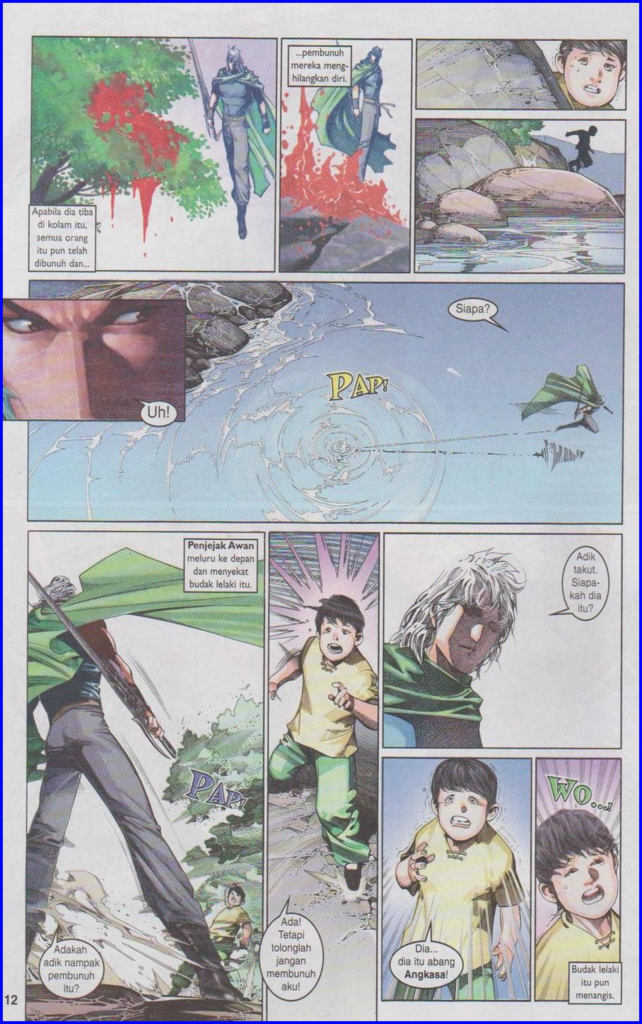 Apabila dia tiba
di kolam itu,
semua orang
itu pun telah
dibunuh dan...
...pembunuh
mereka meng-
hilangkan diri.
Uh!
PAP!
Siapa?
Penjejak Awan
meluru ke depan
dan menyekat
budak lelaki itu.
PAP!
Adakah
adik nampak
pembunuh
itu?
Ada!
Tetapi
tolonglah
jangan
membunuh
aku!
Adik
takut.
Siapa-
kah dia
itu?
Dia...
dia itu abang
Angkasa!
WO...!
Budak lelaki
itu pun
menangis.
12